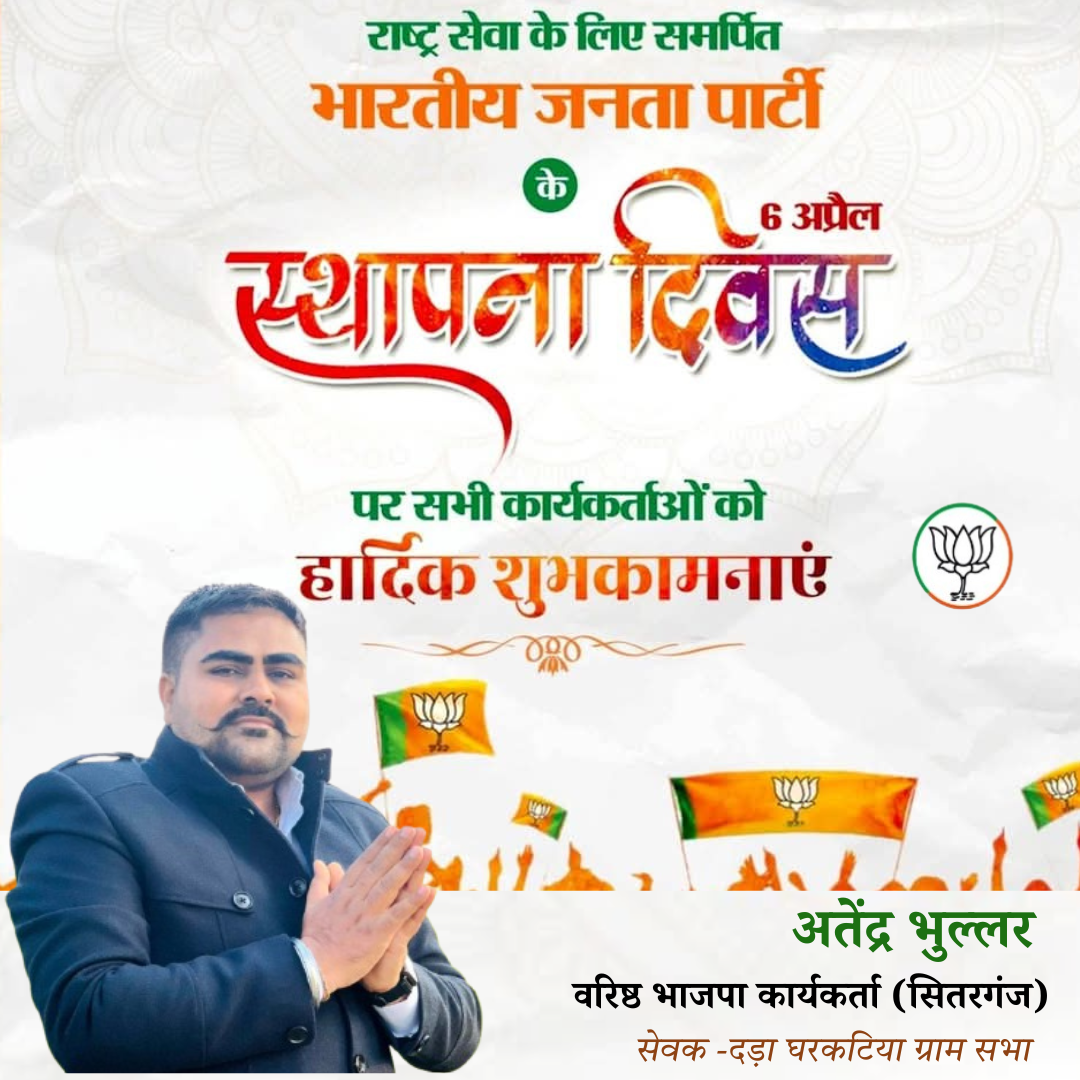 राष्ट्र सेवा के लिए समर्पित
भारतीय जनता पार्टी
के
6 अप्रैल
स्थापना दिवस
पर सभी कार्यकर्ताओं को
हार्दिक शुभकामनाएं
अतेंद्र भुल्लर
वरिष्ठ भाजपा कार्यकर्ता (सितरगंज)
सेवक -दड़ा घरकटिया ग्राम सभा